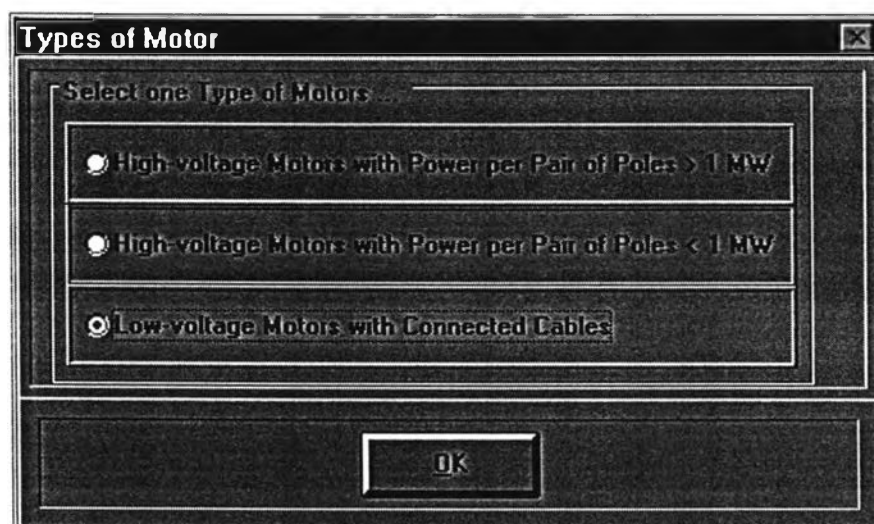 Types of Motor
Select one Type of Motors ...
High-voltage Motors with Power per Pair of Poles > 1 MW
High-voltage Motors with Power per Pair of Poles < 1 MW
Low-voltage Motors with Connected Cables
OK